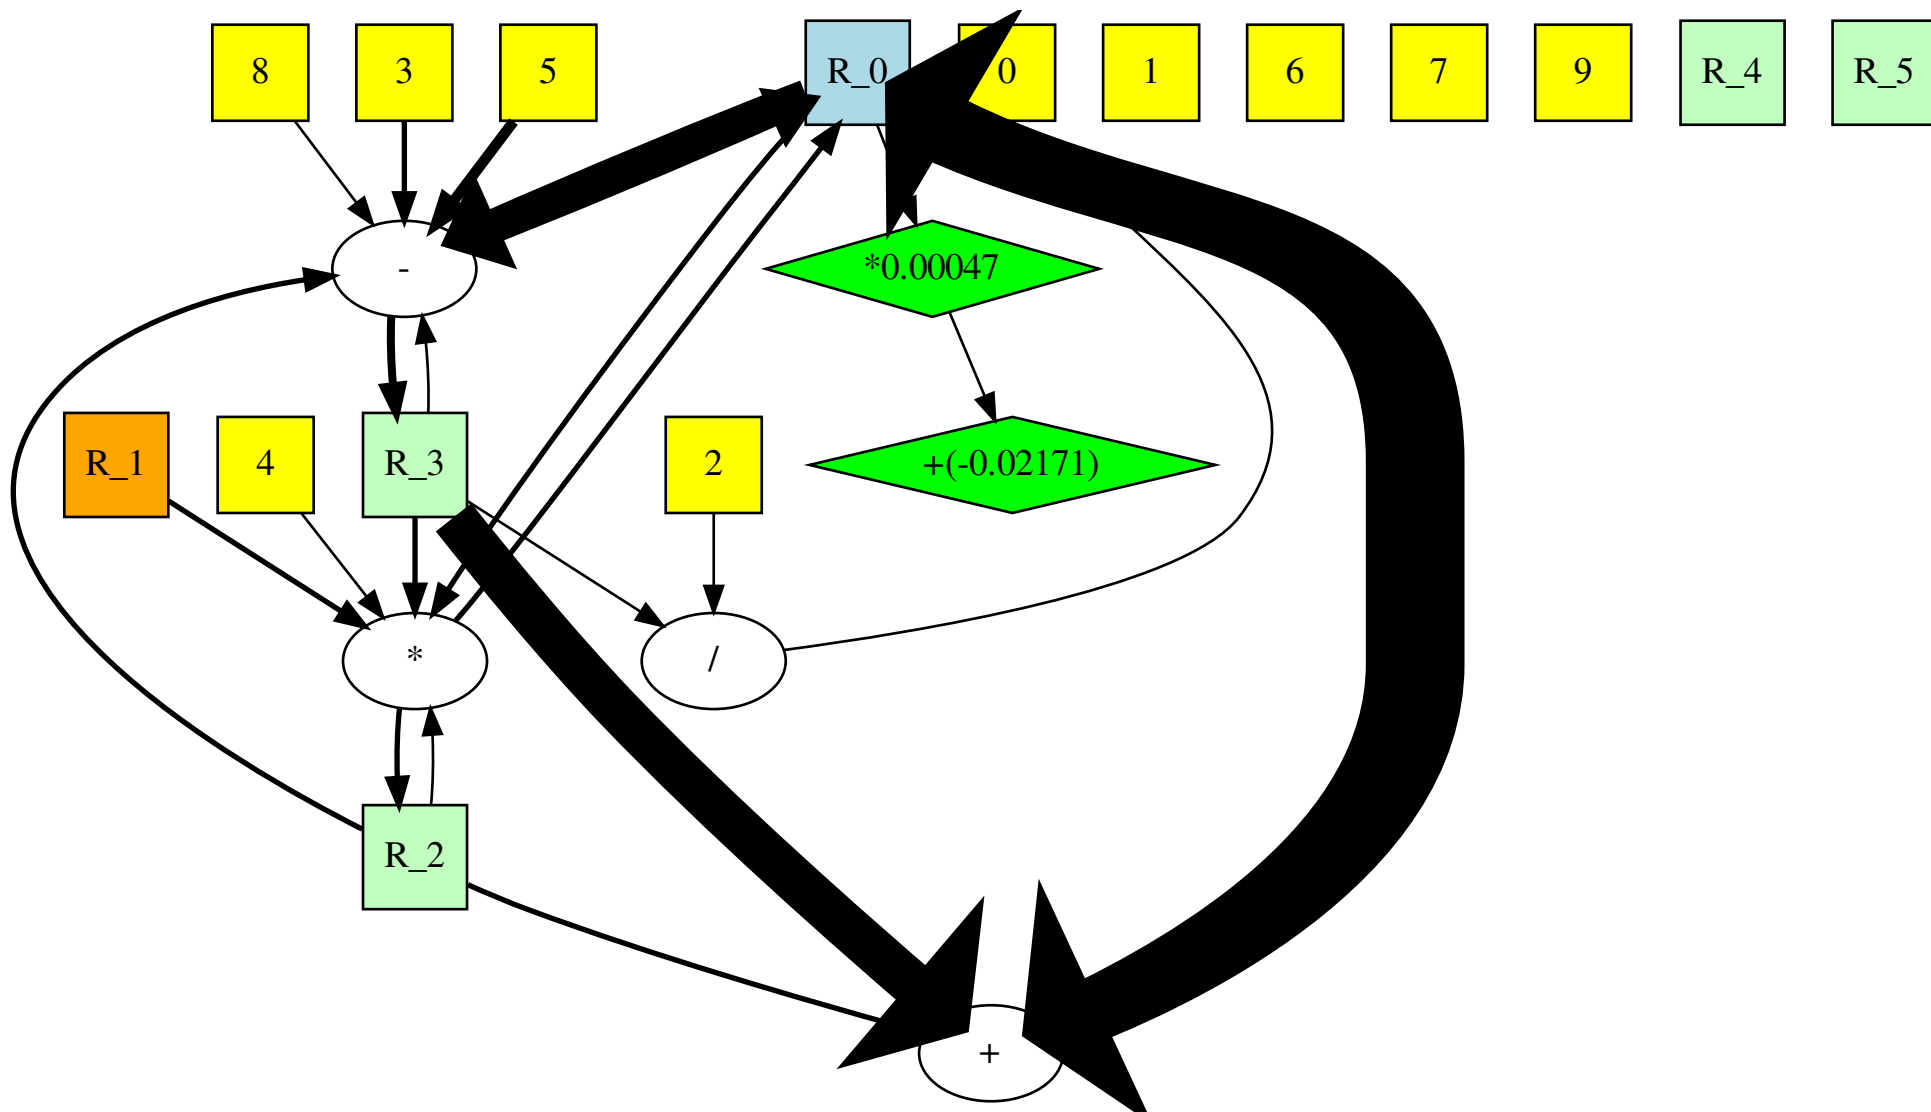 8
3
5
R_0
0
1
6
7
9
R_4
R_5
-
*0.00047
R_1
4
R_3
2
+(-0.02171)
*
/
R_2
+